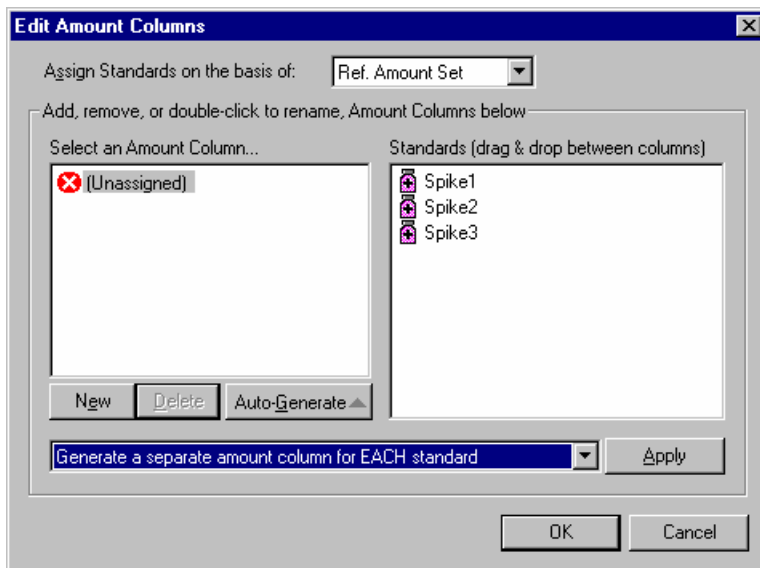 Edit Amount Columns
Assign Standards on the basis of: Ref. Amount Set
Add, remove, or double-click to rename, Amount Columns below
Select an Amount Column...
(Unassigned)
Standards (drag & drop between columns)
Spike1
Spike2
Spike3
New Delete Auto-Generate
Generate a separate amount column for EACH standard Apply
OK Cancel